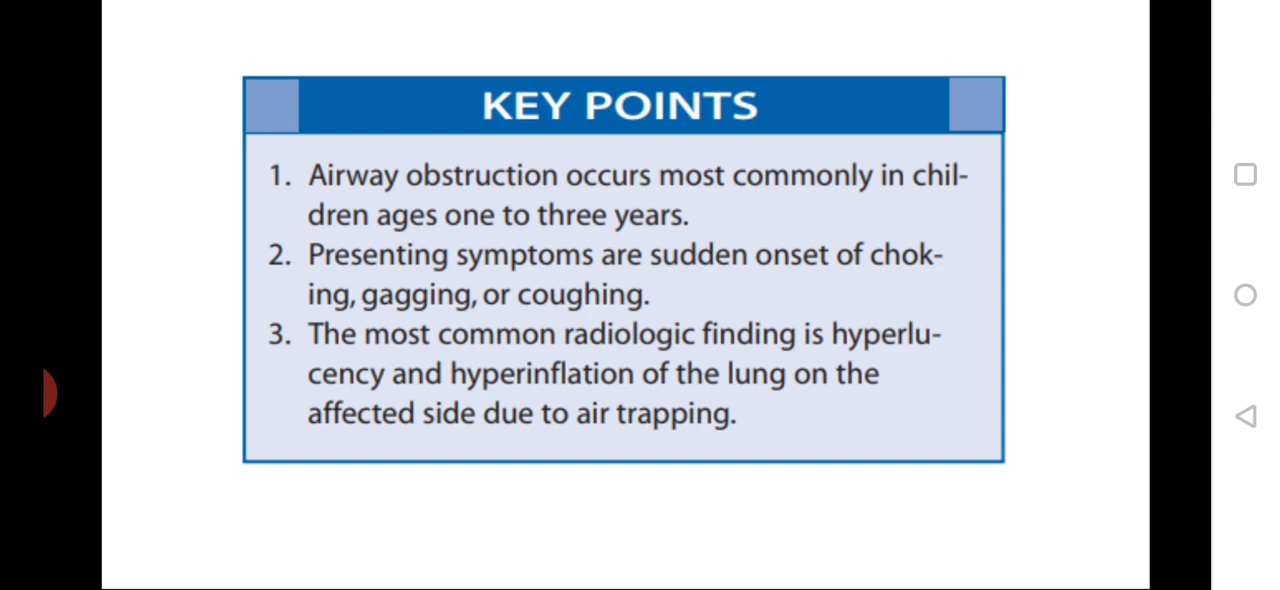 KEY POINTS
1. Airway obstruction occurs most commonly in chil-
dren ages one to three years.
2. Presenting symptoms are sudden onset of chok-
ing, gagging, or coughing.
3. The most common radiologic finding is hyperlu-
cency and hyperinflation of the lung on the
affected side due to air trapping.